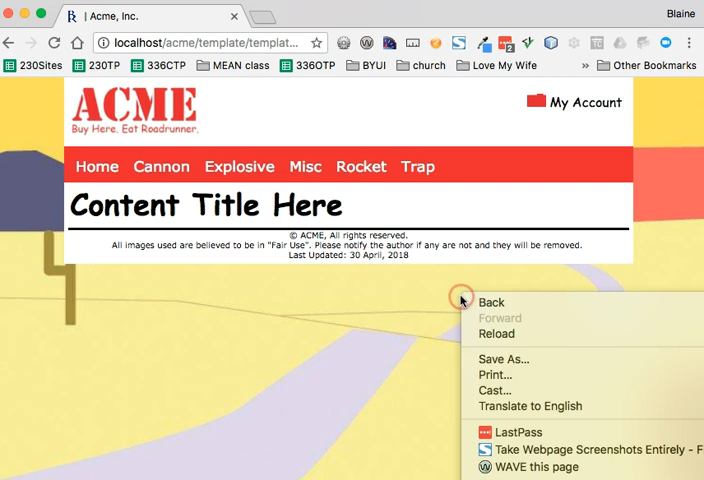 | Acme, Inc.
Blaine
localhost/acme/template/templat...
230Sites 230TP 336CTP MEAN class 336OTP BYUI church Love My Wife » Other Bookmarks
ACME
Buy Here. Eat Roadrunner.
My Account
Home Cannon Explosive Misc Rocket Trap
Content Title Here
© ACME, All rights reserved.
All images used are believed to be in "Fair Use". Please notify the author if any are not and they will be removed.
Last Updated: 30 April, 2018
Back
Forward
Reload
Save As...
Print...
Cast...
Translate to English
LastPass
Take Webpage Screenshots Entirely - F
WAVE this page